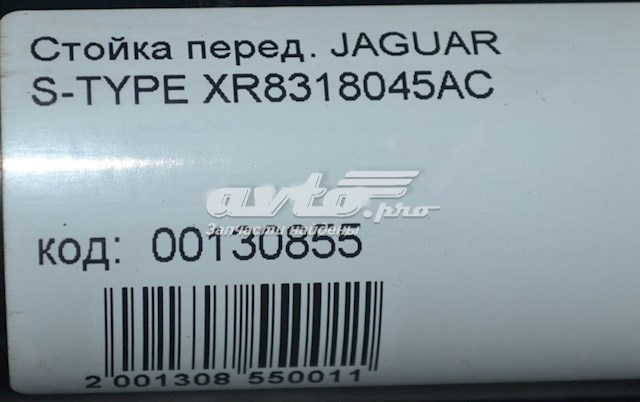 Стойка перед. JAGUAR
S-TYPE XR8318045AC
avto.pro
Запчасти найдены
код: 00130855
2 001308 550011